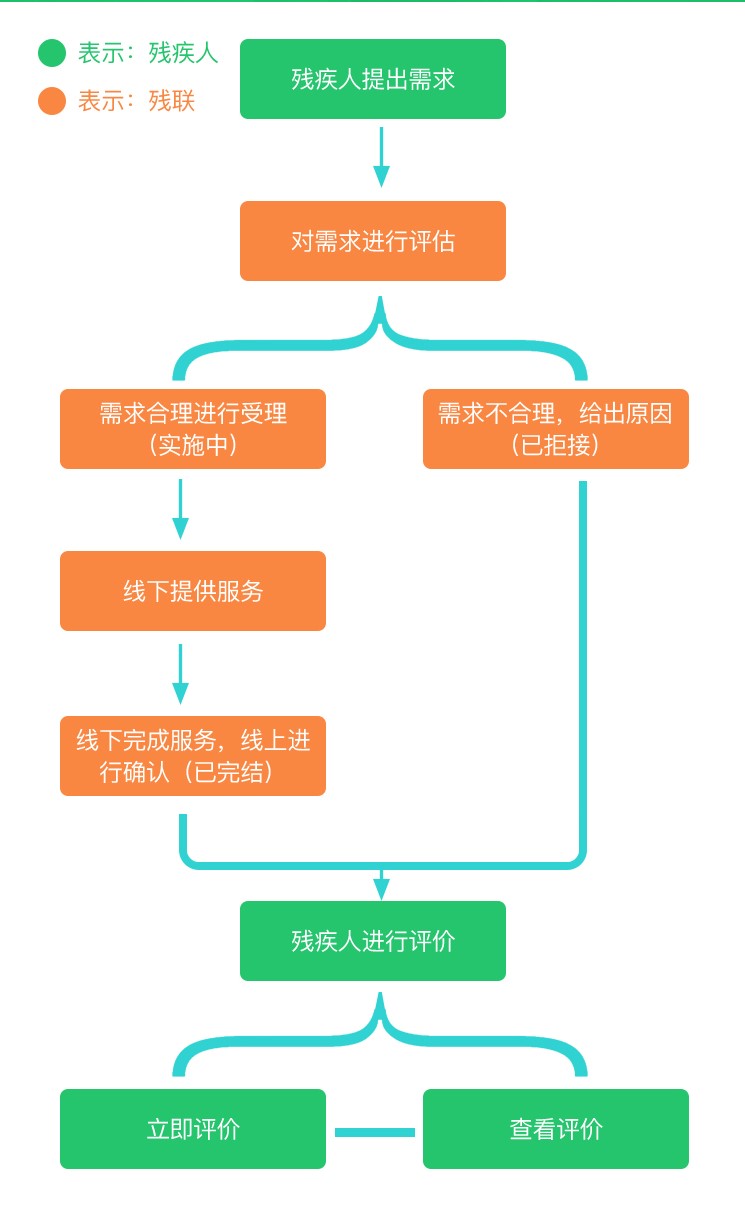 表示：残疾人
表示：残联
残疾人提出需求
对需求进行评估
需求合理进行受理
（实施中）
需求不合理，给出原因
（已拒接）
线下提供服务
线下完成服务，线上进
行确认（已完结）
残疾人进行评价
立即评价
查看评价